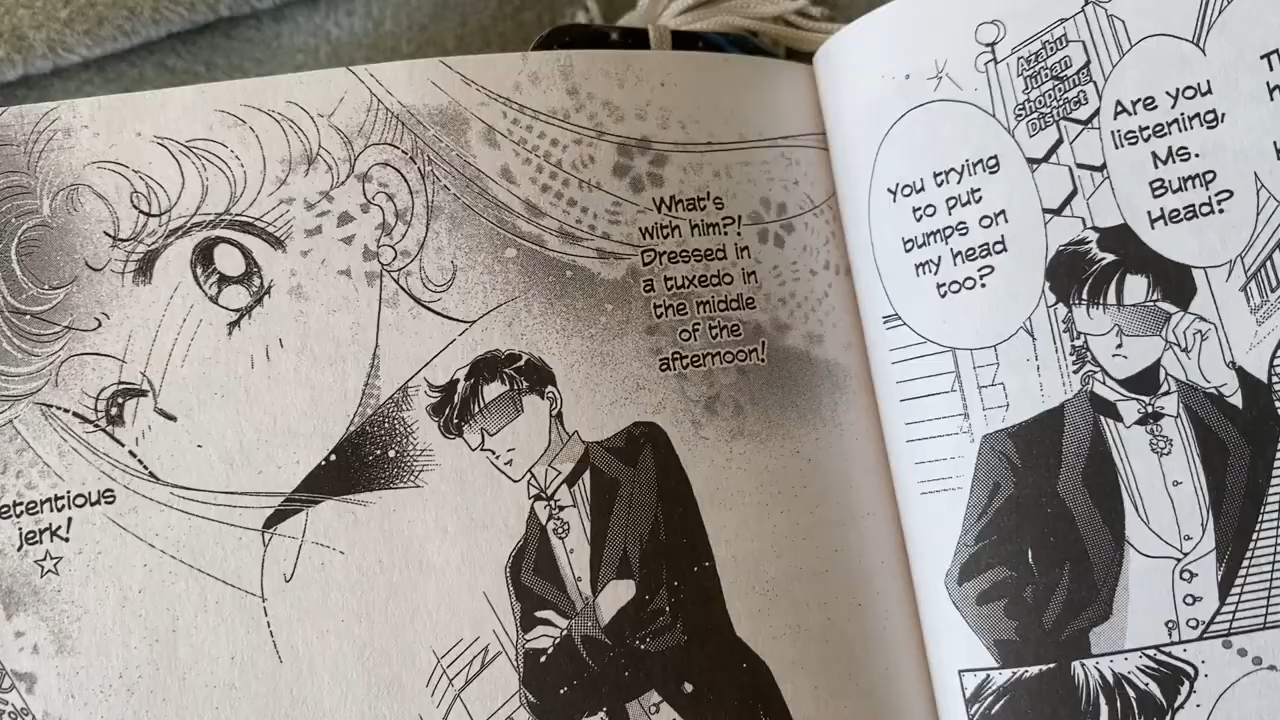 What's
with him?!
Dressed in
a tuxedo in
the middle
of the
afternoon!
jerk!
Azabu
Juban
Shopping
District
You trying
to put
bumps on
my head
too?
Are you
listening,
Ms.
Bump
Head?